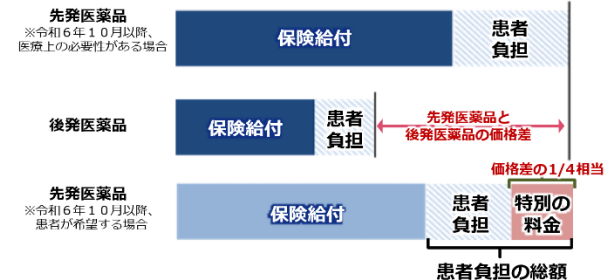 先発医薬品
※令和６年１０月以降、
医療上の必要性がある場合
保険給付
患者
負担
後発医薬品
保険給付
患者
負担
先発医薬品と
後発医薬品の価格差
価格差の1/4相当
先発医薬品
※令和６年１０月以降、
患者が希望する場合
保険給付
患者
負担
特別の
料金
患者負担の総額